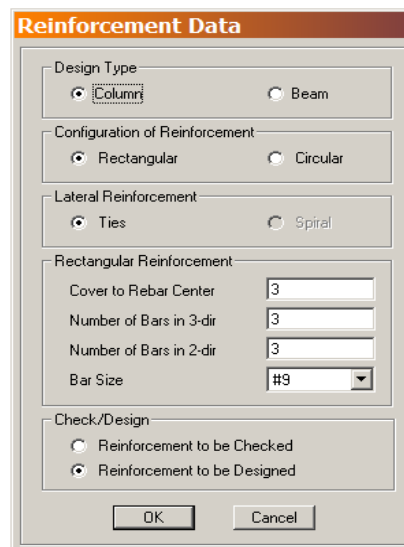 Reinforcement Data
Design Type
Column Beam
Configuration of Reinforcement
Rectangular Circular
Lateral Reinforcement
Ties Spiral
Rectangular Reinforcement
Cover to Rebar Center 3
Number of Bars in 3-dir 3
Number of Bars in 2-dir 3
Bar Size #9
Check/Design
Reinforcement to be Checked
Reinforcement to be Designed
OK Cancel